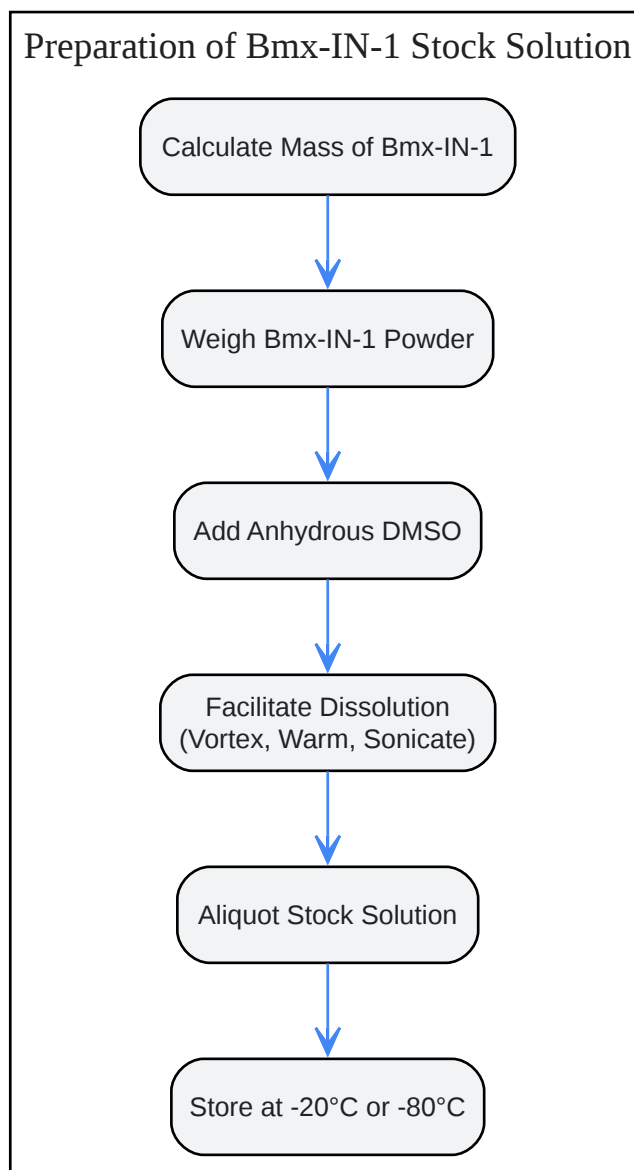 Preparation of Bmx-IN-1 Stock Solution
Calculate Mass of Bmx-IN-1
Weigh Bmx-IN-1 Powder
Add Anhydrous DMSO
Facilitate Dissolution
(Vortex, Warm, Sonicate)
Aliquot Stock Solution
Store at -20°C or -80°C